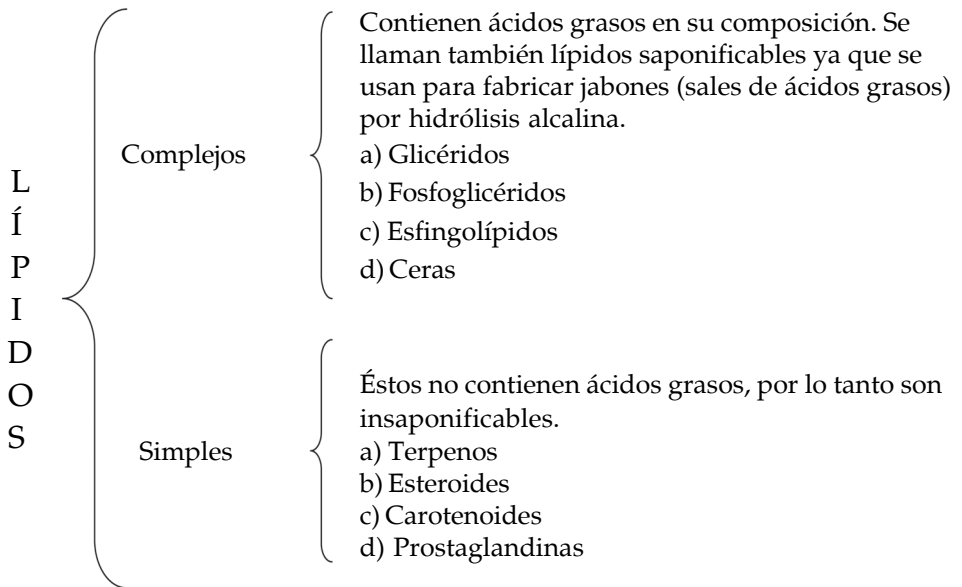 LÍPIDOS
Complejos
Contienen ácidos grasos en su composición. Se
llaman también lípidos saponificables ya que se
usan para fabricar jabones (sales de ácidos grasos)
por hidrólisis alcalina.
a) Glicéridos
b) Fosfoglicéridos
c) Esfingolípidos
d) Ceras
Simples
Éstos no contienen ácidos grasos, por lo tanto son
insaponificables.
a) Terpenos
b) Esteroides
c) Carotenoides
d) Prostaglandinas